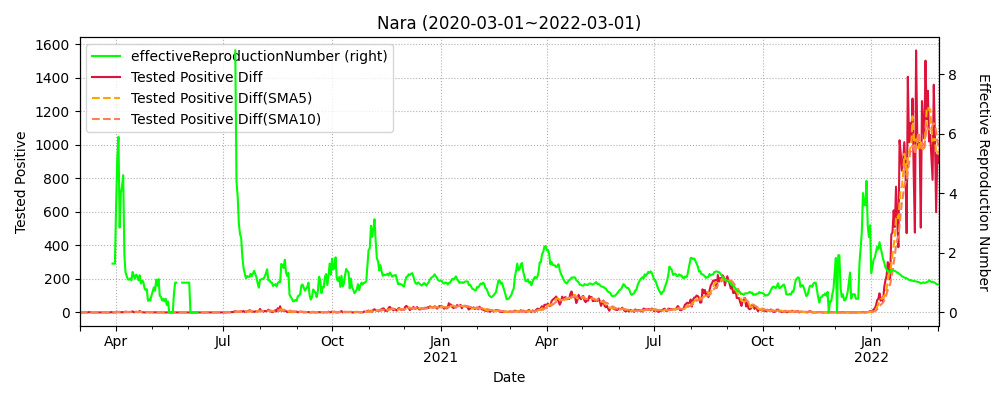 Nara (2020-03-01~2022-03-01)
effectiveReproductionNumber (right)
Tested Positive Diff
Tested Positive Diff(SMA5)
Tested Positive Diff(SMA10)
Tested Positive
1600
1400
1200
1000
800
600
400
200
0
Effective Reproduction Number
8
6
4
2
0
Apr
Jul
Oct
Jan
2021
Apr
Jul
Oct
Jan
2022
Date